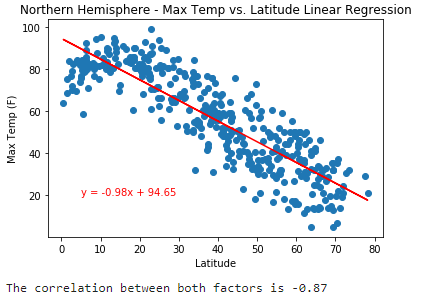 Northern Hemisphere - Max Temp vs. Latitude Linear Regression
100
80
60
40
20
Max Temp (F)
y = -0.98x + 94.65
0 10 20 30 40 50 60 70 80
Latitude
The correlation between both factors is -0.87